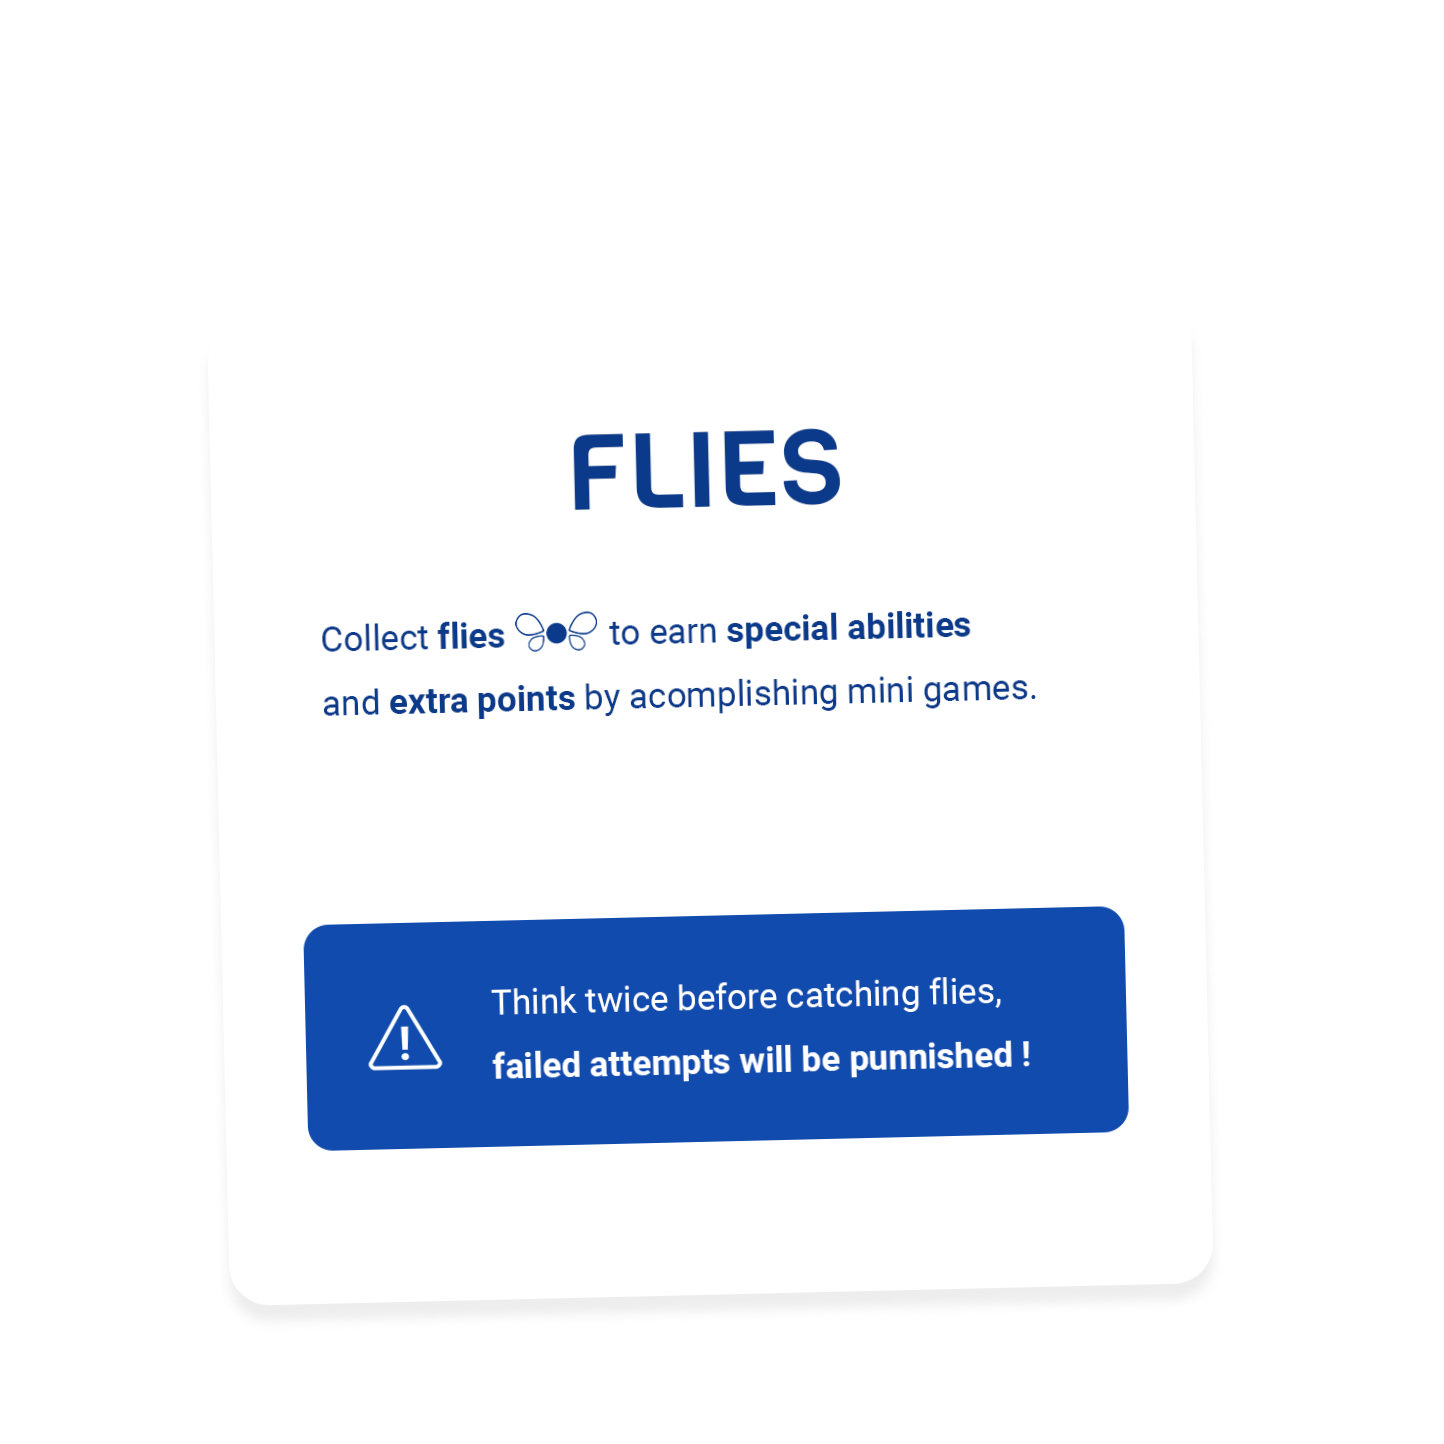 FLIES
Collect flies to earn special abilities
and extra points by acomplishing mini games.
Think twice before catching flies,
failed attempts will be punnished !